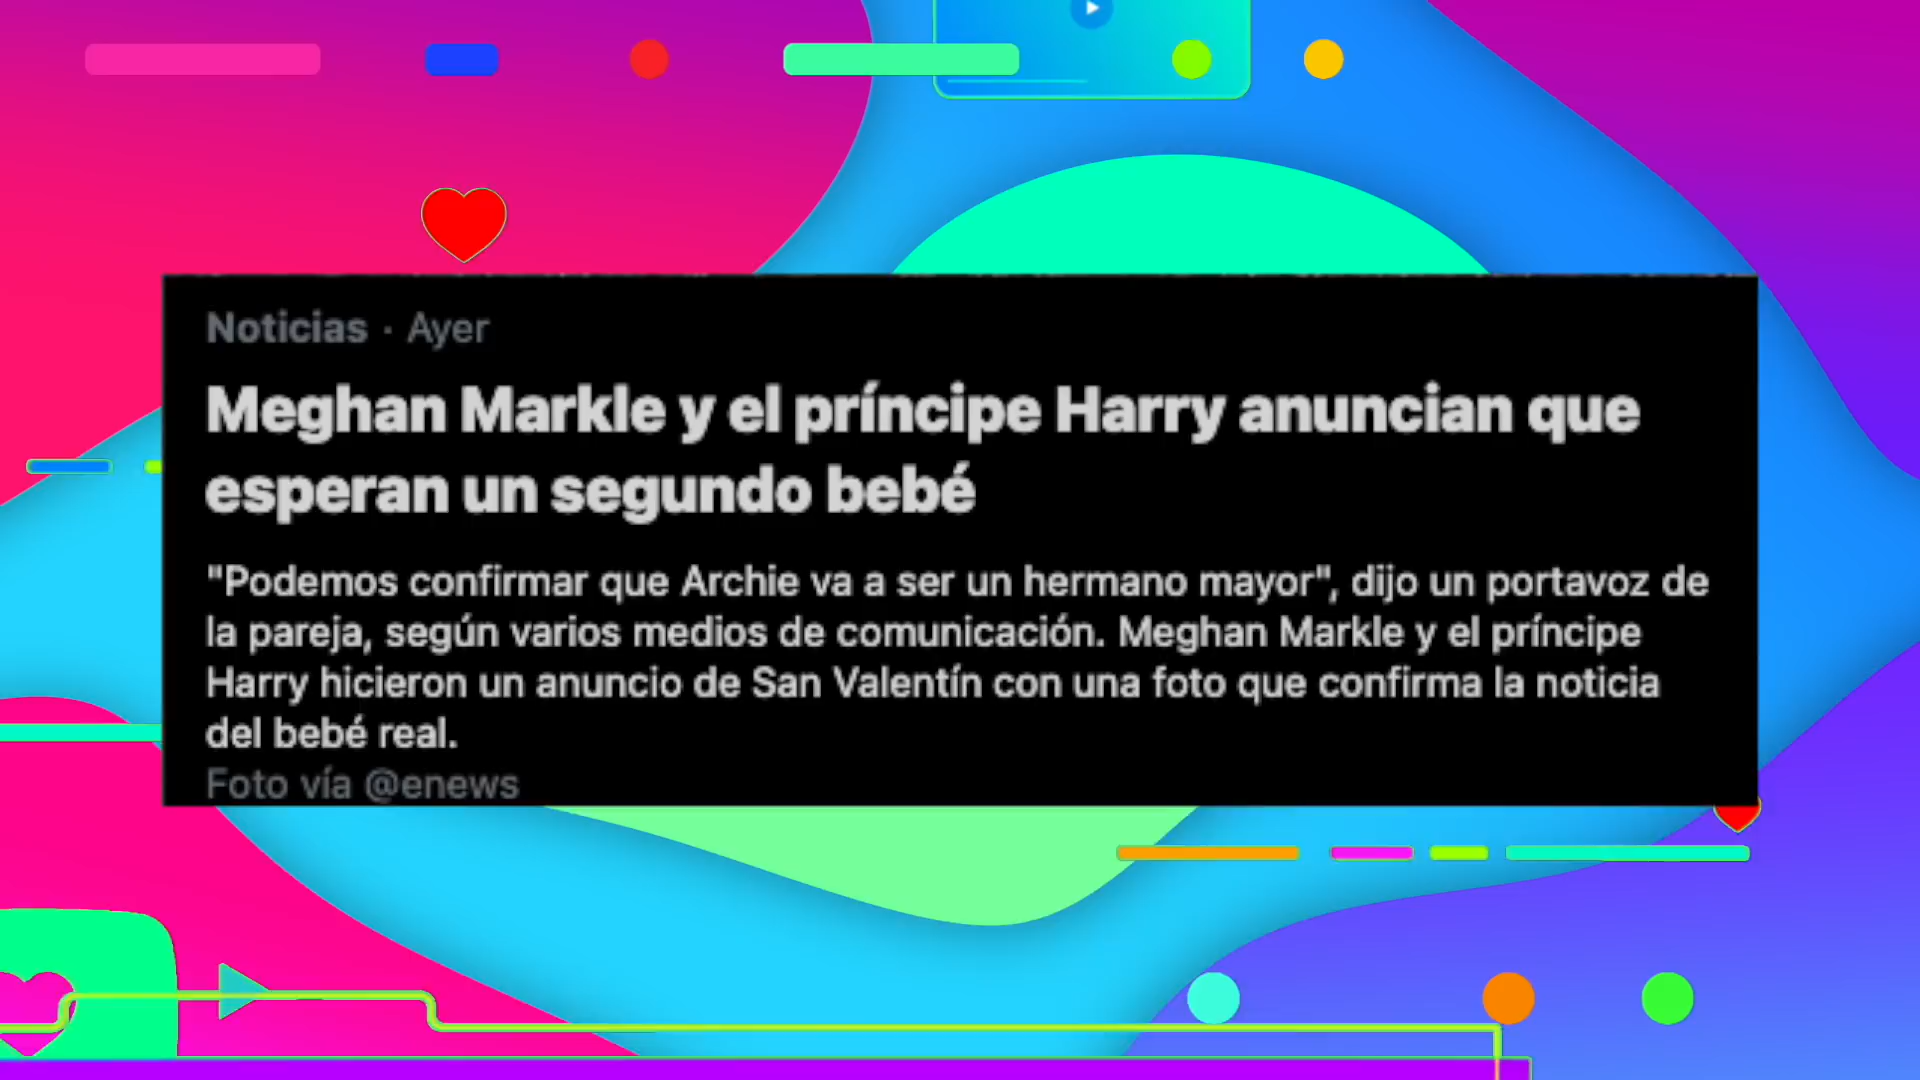 Noticias · Ayer
Meghan Markle y el príncipe Harry anuncian que
esperan un segundo bebé
"Podemos confirmar que Archie va a ser un hermano mayor", dijo un portavoz de
la pareja, según varios medios de comunicación. Meghan Markle y el príncipe
Harry hicieron un anuncio de San Valentín con una foto que confirma la noticia
del bebé real.
Foto vía @enews